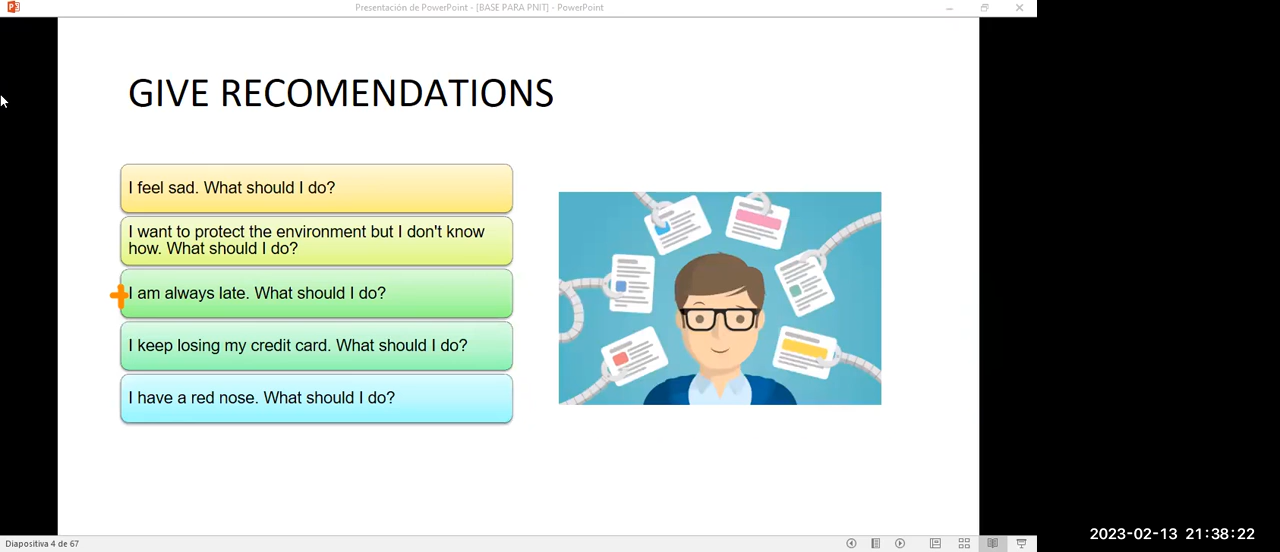 Presentación de PowerPoint - [BASE PARA PNIT] - PowerPoint
GIVE RECOMENDATIONS
I feel sad. What should I do?
I want to protect the environment but I don't know
how. What should I do?
I am always late. What should I do?
I keep losing my credit card. What should I do?
I have a red nose. What should I do?
Diapositiva 4 de 67
2023-02-13 21:38:22